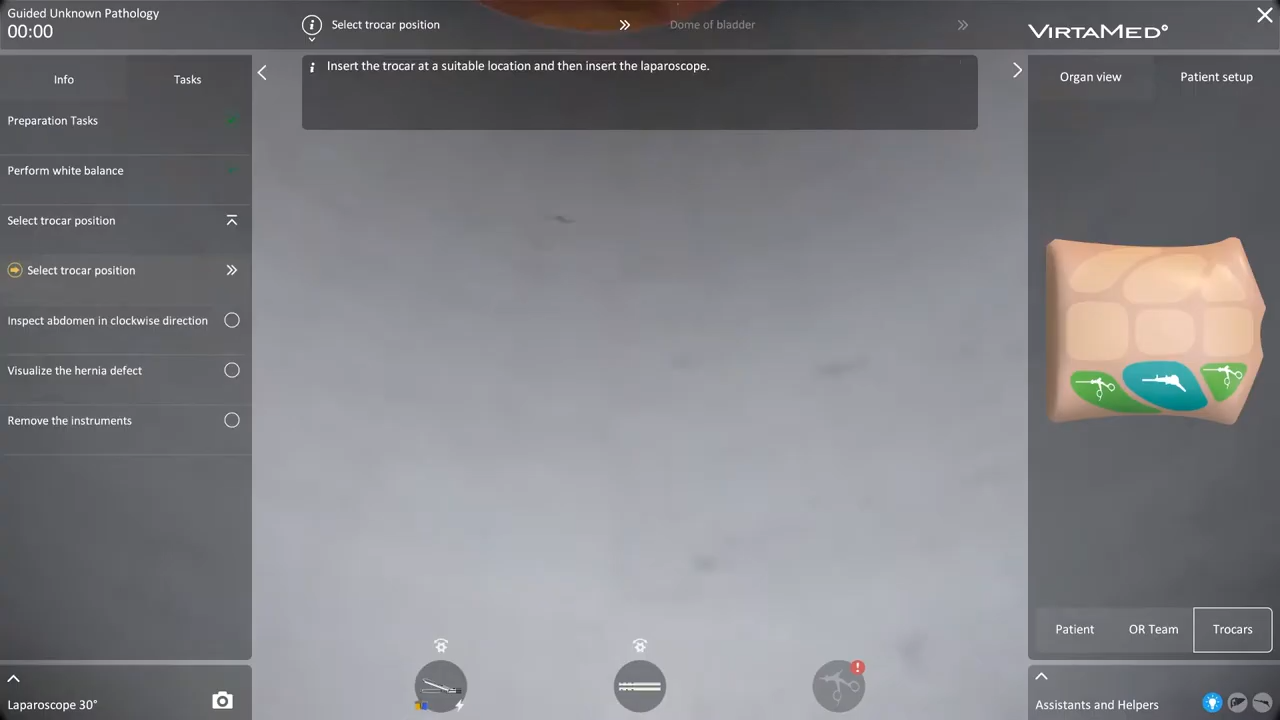 Guided Unknown Pathology
00:00
Select trocar position
Dome of bladder
VIRTAMED
Info
Tasks
Insert the trocar at a suitable location and then insert the laparoscope.
Organ view
Patient setup
Preparation Tasks
Perform white balance
Select trocar position
Select trocar position
Inspect abdomen in clockwise direction
Visualize the hernia defect
Remove the instruments
Patient
OR Team
Trocars
Laparoscope 30°
Assistants and Helpers